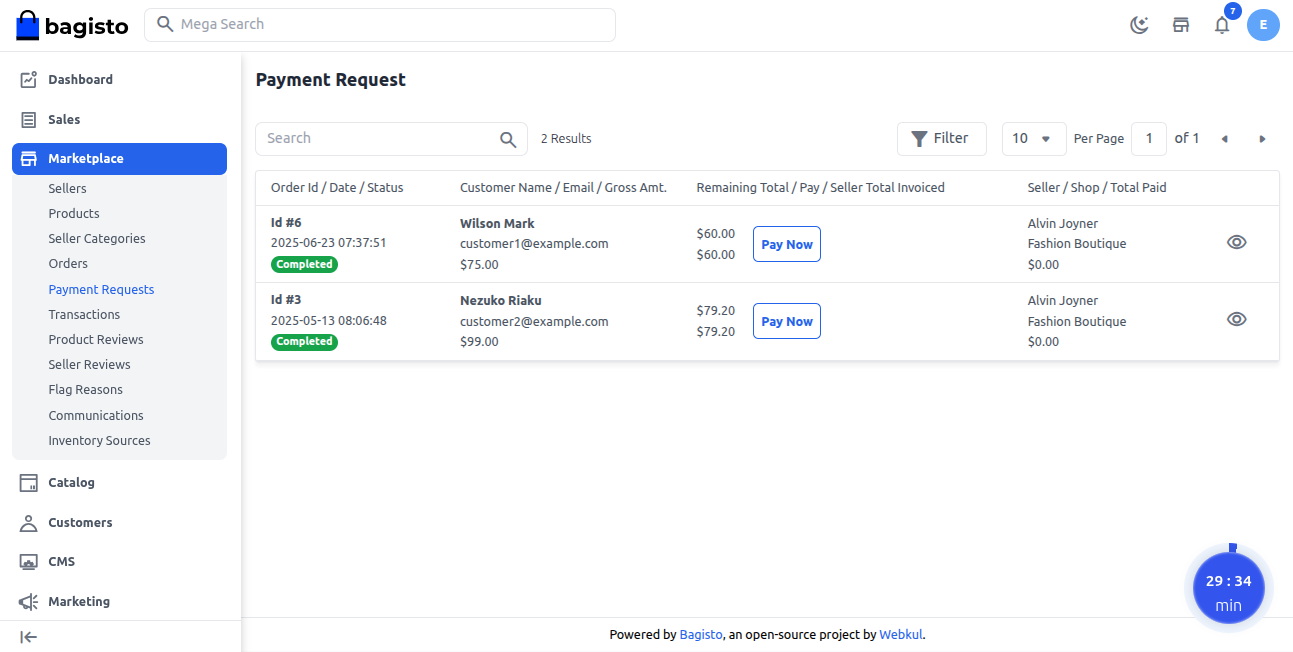 bagisto
Mega Search
7
E
Dashboard
Sales
Marketplace
Sellers
Products
Seller Categories
Orders
Payment Requests
Transactions
Product Reviews
Seller Reviews
Flag Reasons
Communications
Inventory Sources
Catalog
Customers
CMS
Marketing
Payment Request
Search
2 Results
Filter
10
Per Page
1
of 1
Order Id / Date / Status
Customer Name / Email / Gross Amt.
Remaining Total / Pay / Seller Total Invoiced
Seller / Shop / Total Paid
Id #6
2025-06-23 07:37:51
Completed
Wilson Mark
customer1@example.com
$75.00
$60.00
$60.00
Pay Now
Alvin Joyner
Fashion Boutique
$0.00
Id #3
2025-05-13 08:06:48
Completed
Nezuko Riaku
customer2@example.com
$99.00
$79.20
$79.20
Pay Now
Alvin Joyner
Fashion Boutique
$0.00
29 : 34
min
Powered by Bagisto, an open-source project by Webkul.